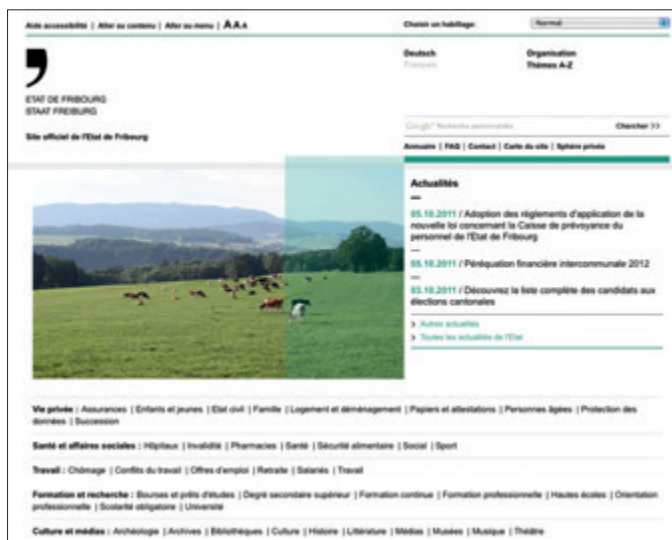 Aide accessibilité | Aller au contenu | Aller au menu | A A A
Choisir un habillage:
Normal
Deutsch
Français
Organisation
Thèmes A-Z
ETAT DE FRIBOURG
STAAT FREIBURG
Site officiel de l'Etat de Fribourg
Google™ Recherche personnalisée
Chercher >>
Annuaire | FAQ | Contact | Carte du site | Sphère privée
Actualités
05.10.2011 / Adoption des règlements d'application de la
nouvelle loi concernant la Caisse de prévoyance du
personnel de l'Etat de Fribourg
05.10.2011 / Péréquation financière intercommunale 2012
03.10.2011 / Découvrez la liste complète des candidats aux
élections cantonales
> Autres actualités
> Toutes les actualités de l'Etat
Vie privée : Assurances | Enfants et jeunes | Etat civil | Famille | Logement et déménagement | Papiers et attestations | Personnes âgées | Protection des
données | Succession
Santé et affaires sociales : Hôpitaux | Invalidité | Pharmacies | Santé | Sécurité alimentaire | Social | Sport
Travail : Chômage | Conflits du travail | Offres d'emploi | Retraite | Salariés | Travail
Formation et recherche : Bourses et prêts d'études | Degré secondaire supérieur | Formation continue | Formation professionnelle | Hautes écoles | Orientation
professionnelle | Scolarité obligatoire | Université
Culture et médias : Archéologie | Archives | Bibliothèques | Culture | Histoire | Littérature | Médias | Musées | Musique | Théâtre